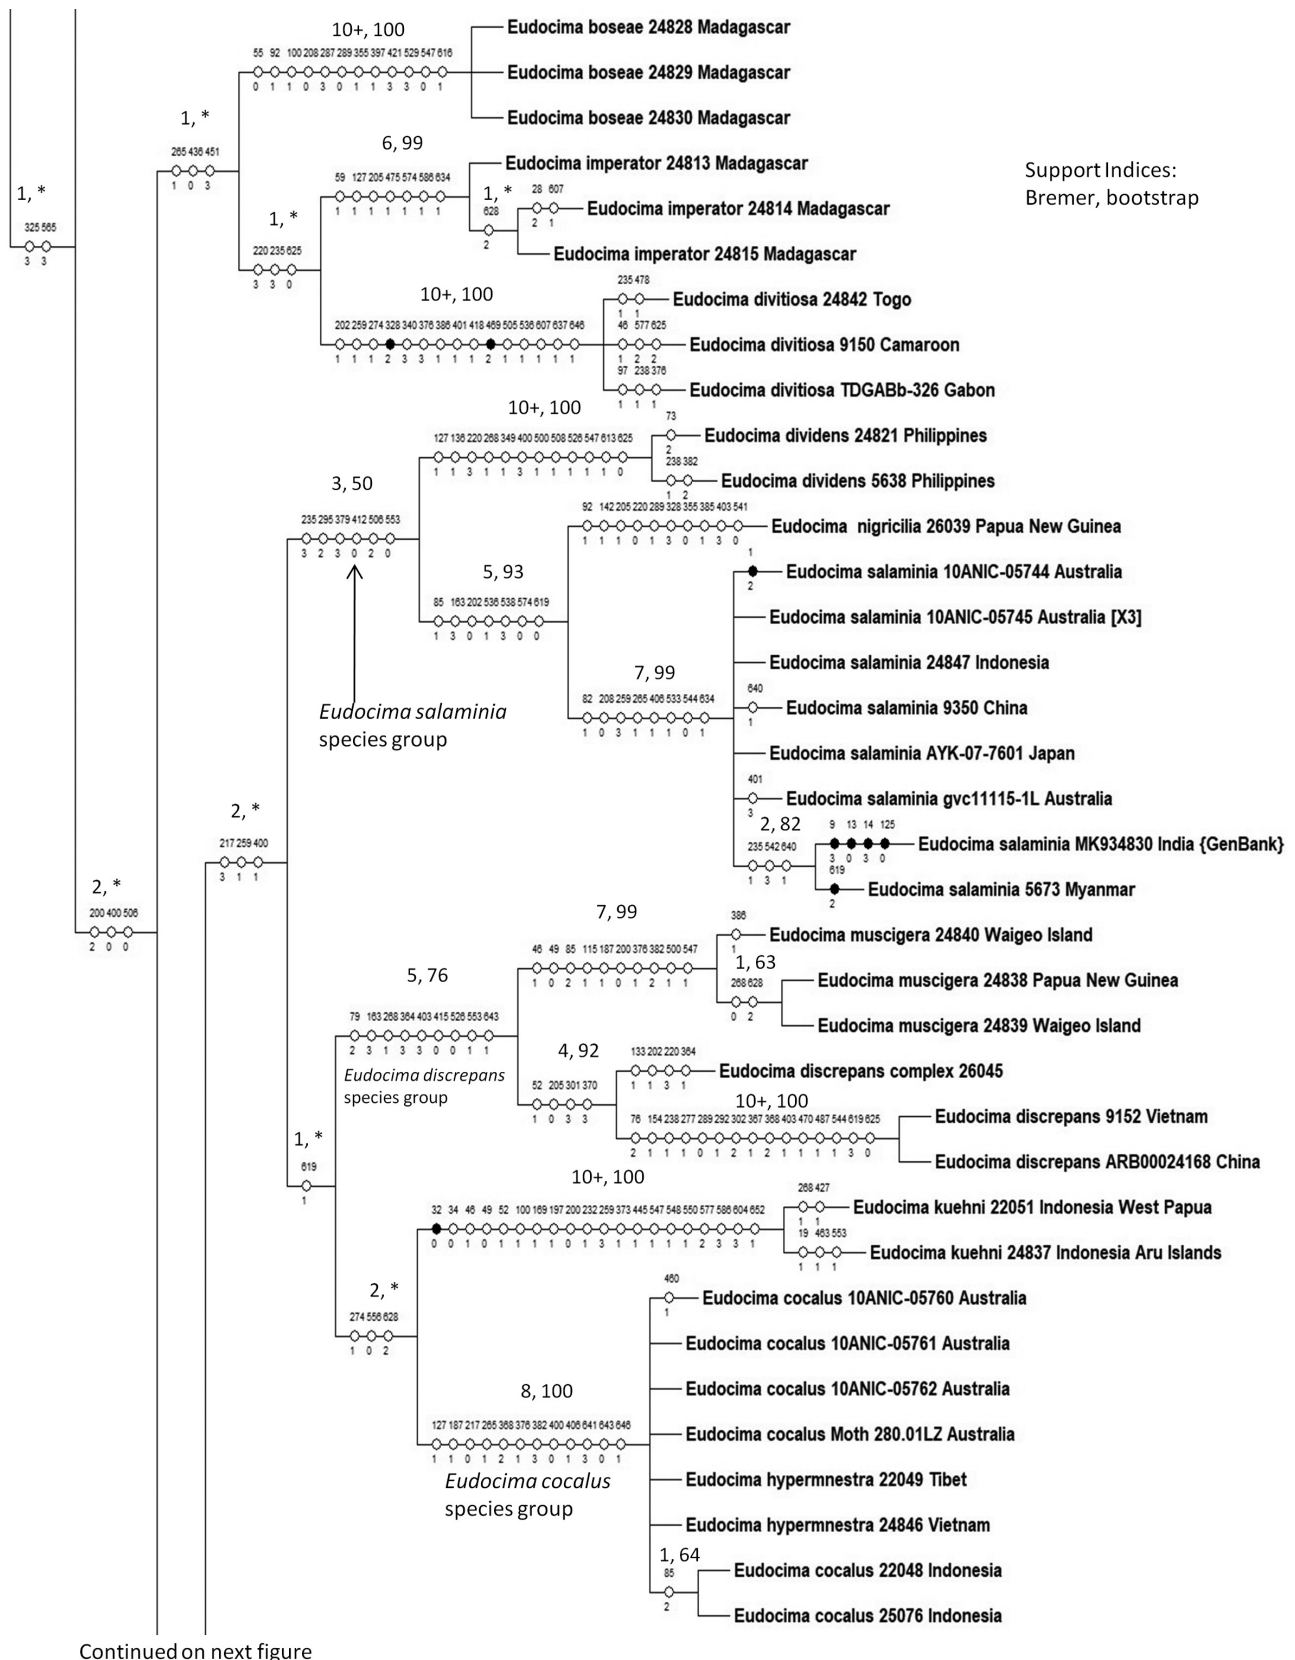 10+, 100
Eudocima boseae 24828 Madagascar
55 92 100 208 287 289 355 397 421 529 547 616
Eudocima boseae 24829 Madagascar
0 1 1 0 3 0 1 1 3 3 0 1
Eudocima boseae 24830 Madagascar
1, *
6, 99
265 436 451
1 0 3
Eudocima imperator 24813 Madagascar
Support Indices:
Bremer, bootstrap
59 127 205 475 574 586 634
1 1 1 1 1 1 1
1, *
28 607
Eudocima imperator 24814 Madagascar
2 1
628
2
Eudocima imperator 24815 Madagascar
1, *
325 565
3 3
1, *
220 235 625
3 3 0
10+, 100
235 478
Eudocima divitiosa 24842 Togo
1 1
202 259 274 328 340 376 386 401 418 469 505 536 607 637 646
1 1 1 2 3 3 1 1 1 2 1 1 1 1 1
46 577 625
Eudocima divitiosa 9150 Camaroon
1 2 2
97 238 376
Eudocima divitiosa TDGABb-326 Gabon
1 1 1
10+, 100
73
Eudocima dividens 24821 Philippines
2
127 136 220 268 349 400 500 508 526 547 613 625
1 1 3 1 1 3 1 1 1 1 1 0
238 382
Eudocima dividens 5638 Philippines
1 2
3, 50
235 295 379 412 506 553
3 2 3 0 2 0
92 142 205 220 289 328 355 385 403 541
Eudocima nigricilia 26039 Papua New Guinea
1 1 1 0 1 3 0 1 3 0
5, 93
85 163 202 536 538 574 619
1 3 0 1 3 0 0
1
Eudocima salaminia 10ANIC-05744 Australia
2
Eudocima salaminia 10ANIC-05745 Australia [X3]
Eudocima salaminia 24847 Indonesia
7, 99
82 208 259 265 406 533 544 634
1 0 3 1 1 1 0 1
Eudocima salaminia
species group
640
Eudocima salaminia 9350 China
1
Eudocima salaminia AYK-07-7601 Japan
401
Eudocima salaminia gvc11115-1L Australia
3
2, 82
235 542 640
1 3 1
9 13 14 125
Eudocima salaminia MK934830 India {GenBank}
3 0 3 0
619
Eudocima salaminia 5673 Myanmar
2
2, *
217 259 400
3 1 1
2, *
200 400 506
2 0 0
7, 99
386
Eudocima muscigera 24840 Waigeo Island
1
46 49 85 115 187 200 376 382 500 547
1 0 2 1 1 0 1 2 1 1
1, 63
268 628
0 2
Eudocima muscigera 24838 Papua New Guinea
Eudocima muscigera 24839 Waigeo Island
5, 76
79 163 268 364 403 415 526 553 643
2 3 1 3 3 0 0 1 1
Eudocima discrepans
species group
4, 92
52 205 301 370
1 0 3 3
133 202 220 364
Eudocima discrepans complex 26045
1 1 3 1
10+, 100
76 154 238 277 289 292 302 367 368 403 470 487 544 619 625
2 1 1 1 0 1 2 1 2 1 1 1 1 3 0
Eudocima discrepans 9152 Vietnam
Eudocima discrepans ARB00024168 China
1, *
619
1
10+, 100
32 34 46 49 52 100 169 197 200 232 259 373 445 547 548 550 577 586 604 652
0 0 1 0 1 1 1 1 0 1 3 1 1 1 1 1 2 3 3 1
268 427
Eudocima kuehni 22051 Indonesia West Papua
1 1
19 463 553
Eudocima kuehni 24837 Indonesia Aru Islands
1 1 1
2, *
274 556 628
1 0 2
460
Eudocima cocalus 10ANIC-05760 Australia
1
Eudocima cocalus 10ANIC-05761 Australia
Eudocima cocalus 10ANIC-05762 Australia
8, 100
127 187 217 265 368 376 382 400 406 641 643 646
1 1 0 1 2 1 3 0 1 3 0 1
Eudocima cocalus
species group
Eudocima cocalus Moth 280.01LZ Australia
Eudocima hypermnestra 22049 Tibet
Eudocima hypermnestra 24846 Vietnam
1, 64
85
2
Eudocima cocalus 22048 Indonesia
Eudocima cocalus 25076 Indonesia
Continued on next figure